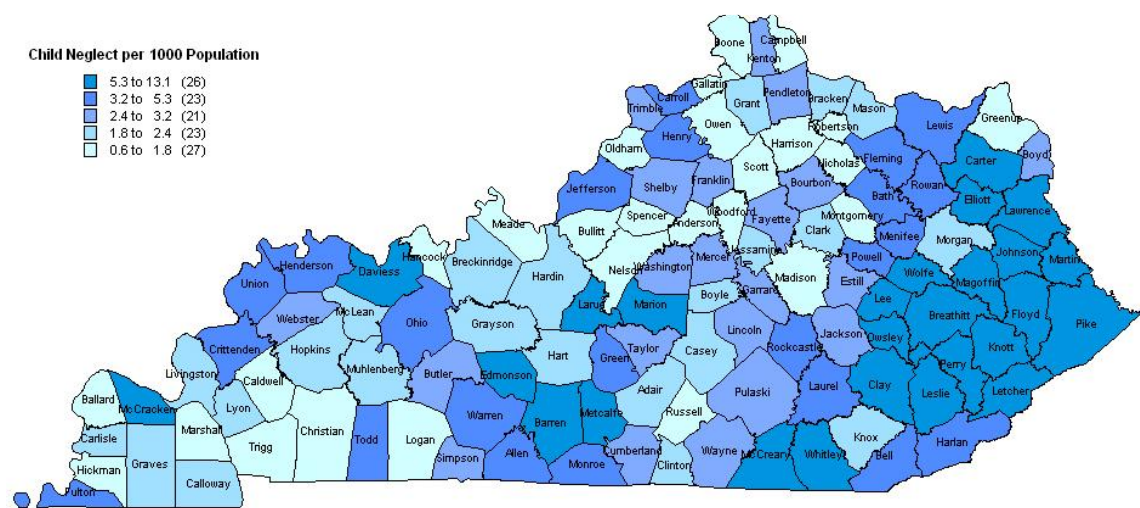 Child Neglect per 1000 Population
5.3 to 13.1 (26)
3.2 to 5.3 (23)
2.4 to 3.2 (21)
1.8 to 2.4 (23)
0.6 to 1.8 (27)
Boone
Campbell
Kenton
Gallatin
Carroll
Trimble
Grant
Pendleton
Bracken
Mason
Lewis
Greenup
Owen
Henry
Robertson
Oldham
Harrison
Nicholas
Fleming
Carter
Boyd
Scott
Jefferson
Shelby
Franklin
Bourbon
Bath
Rowan
Elliott
Lawrence
Spencer
Anderson
Woodford
Fayette
Montgomery
Meade
Bullitt
Clark
Menifee
Morgan
Hancock
Breckinridge
Hardin
Nelson
Washington
Mercer
Jessamine
Madison
Powell
Johnson
Martin
Henderson
Daviess
Union
Estill
Wolfe
Magoffin
Garrard
Boyle
Larue
Marion
Lee
Breathitt
Floyd
Pike
Webster
McLean
Ohio
Grayson
Lincoln
Jackson
Rockcastle
Owsley
Knott
Crittenden
Hopkins
Hart
Green
Taylor
Casey
Perry
Livingston
Caldwell
Muhlenberg
Butler
Edmonson
Adair
Pulaski
Laurel
Clay
Leslie
Letcher
Ballard
McCracken
Lyon
Warren
Barren
Metcalfe
Russell
Carlisle
Marshall
Trigg
Christian
Todd
Logan
Knox
Harlan
Hickman
Graves
Simpson
Allen
Monroe
Cumberland
Wayne
McCreary
Whitley
Bell
Clinton
Fulton
Calloway